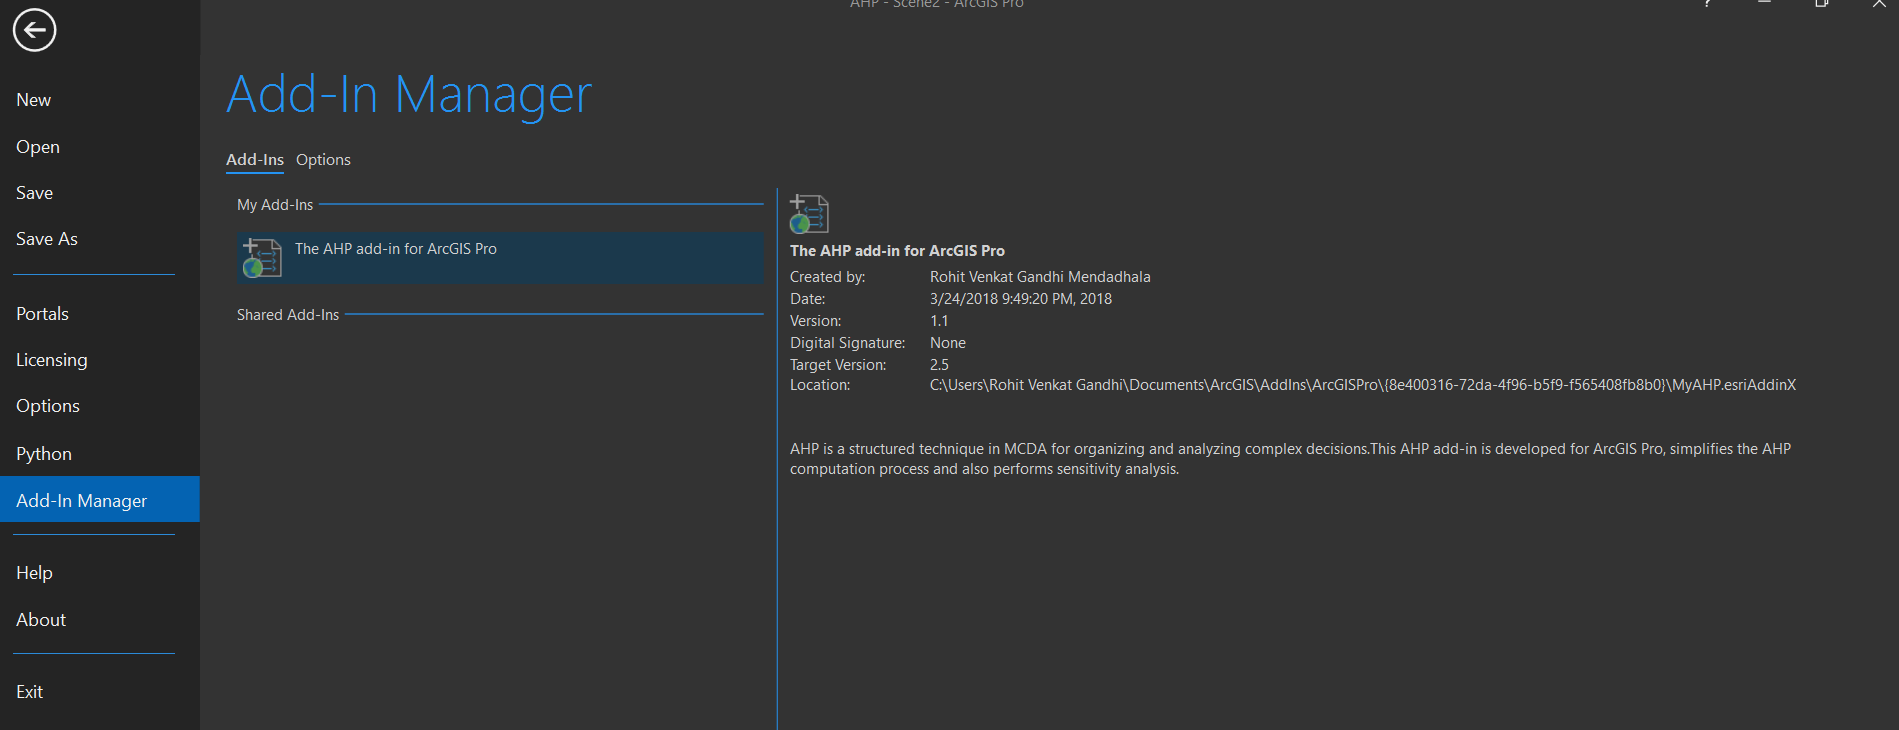 AHP - Scene2 - ArcGIS Pro
?
New
Open
Save
Save As
Portals
Licensing
Options
Python
Add-In Manager
Help
About
Exit
Add-In Manager
Add-Ins Options
My Add-Ins
The AHP add-in for ArcGIS Pro
Shared Add-Ins
The AHP add-in for ArcGIS Pro
Created by: Rohit Venkat Gandhi Mendadhala
Date: 3/24/2018 9:49:20 PM, 2018
Version: 1.1
Digital Signature: None
Target Version: 2.5
Location: C:\Users\Rohit Venkat Gandhi\Documents\ArcGIS\AddIns\ArcGISPro\{8e400316-72da-4f96-b5f9-f565408fb8b0}\MyAHP.esriAddinX
AHP is a structured technique in MCDA for organizing and analyzing complex decisions.This AHP add-in is developed for ArcGIS Pro, simplifies the AHP
computation process and also performs sensitivity analysis.